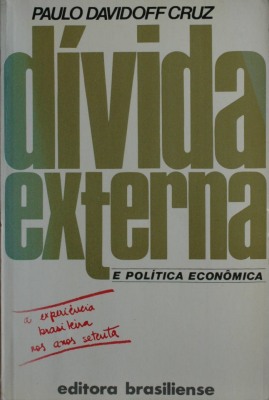 PAULO DAVIDOFF CRUZ
dívida
externa
E POLÍTICA ECONÔMICA
a experiência
brasileira
nos anos setenta
editora brasiliense